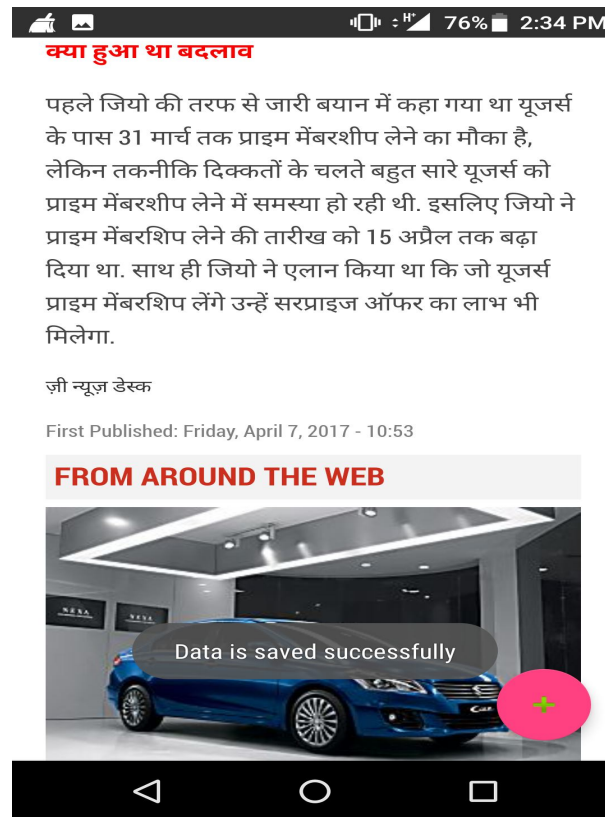 76% 2:34 PM
क्या हुआ था बदलाव
पहले जियो की तरफ से जारी बयान में कहा गया था यूजर्स
के पास 31 मार्च तक प्राइम मेंबरशीप लेने का मौका है,
लेकिन तकनीकि दिक्कतों के चलते बहुत सारे यूजर्स को
प्राइम मेंबरशीप लेने में समस्या हो रही थी. इसलिए जियो ने
प्राइम मेंबरशिप लेने की तारीख को 15 अप्रैल तक बढ़ा
दिया था. साथ ही जियो ने एलान किया था कि जो यूजर्स
प्राइम मेंबरशिप लेंगे उन्हें सरप्राइज ऑफर का लाभ भी
मिलेगा.
ज़ी न्यूज़ डेस्क
First Published: Friday, April 7, 2017 - 10:53
FROM AROUND THE WEB
NEXA NEXA
Data is saved successfully
+